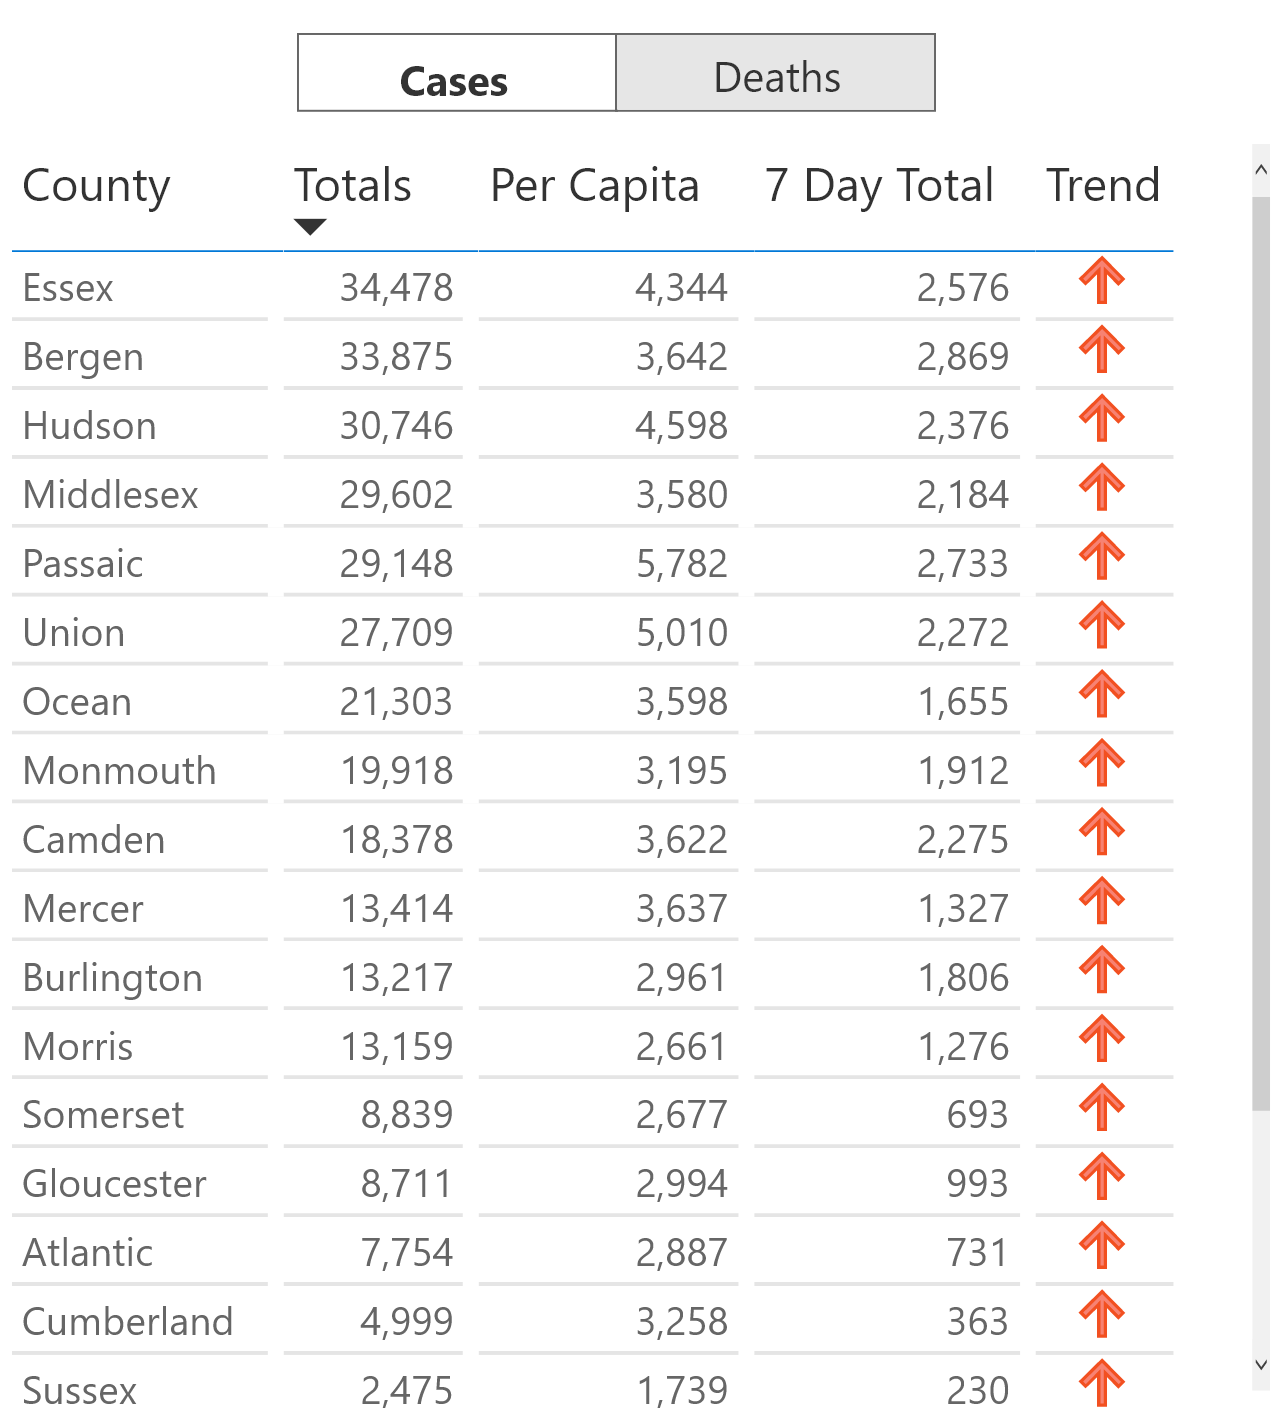 Cases Deaths
County Totals Per Capita 7 Day Total Trend
Essex 34,478 4,344 2,576
Bergen 33,875 3,642 2,869
Hudson 30,746 4,598 2,376
Middlesex 29,602 3,580 2,184
Passaic 29,148 5,782 2,733
Union 27,709 5,010 2,272
Ocean 21,303 3,598 1,655
Monmouth 19,918 3,195 1,912
Camden 18,378 3,622 2,275
Mercer 13,414 3,637 1,327
Burlington 13,217 2,961 1,806
Morris 13,159 2,661 1,276
Somerset 8,839 2,677 693
Gloucester 8,711 2,994 993
Atlantic 7,754 2,887 731
Cumberland 4,999 3,258 363
Sussex 2,475 1,739 230